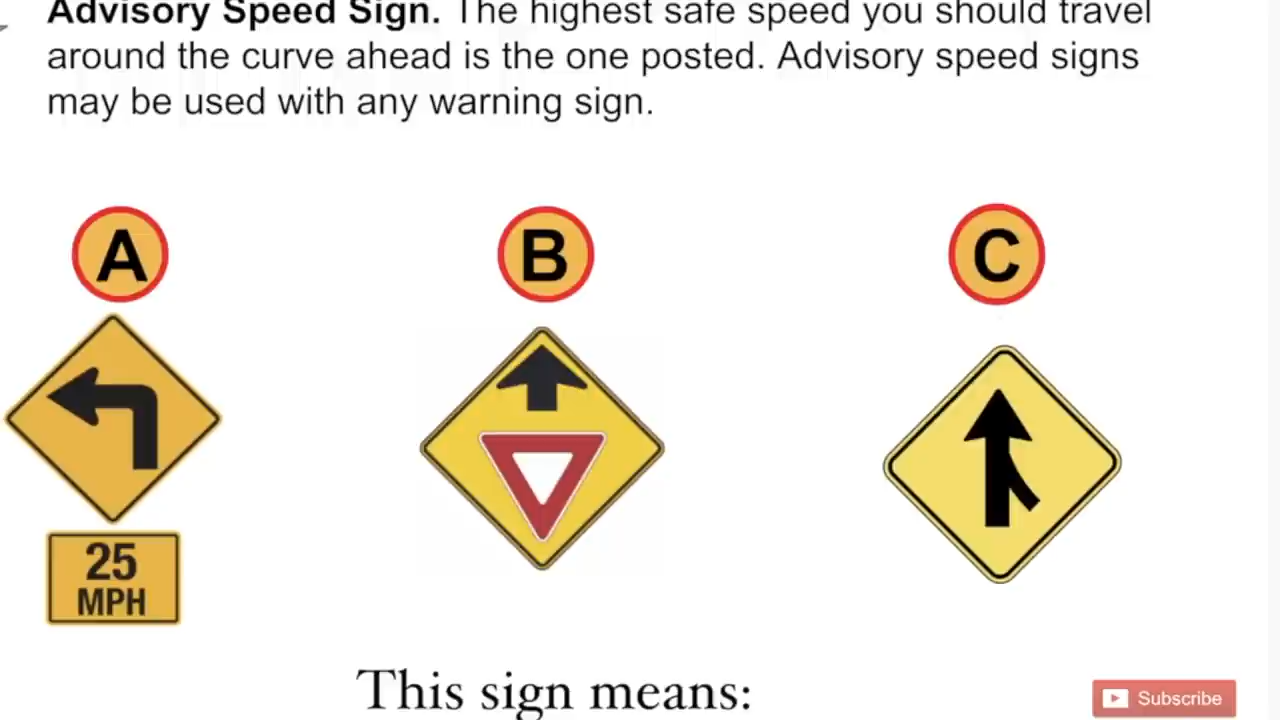 Advisory Speed Sign. The highest safe speed you should travel
around the curve ahead is the one posted. Advisory speed signs
may be used with any warning sign.
A
B
C
25
MPH
This sign means:
Subscribe